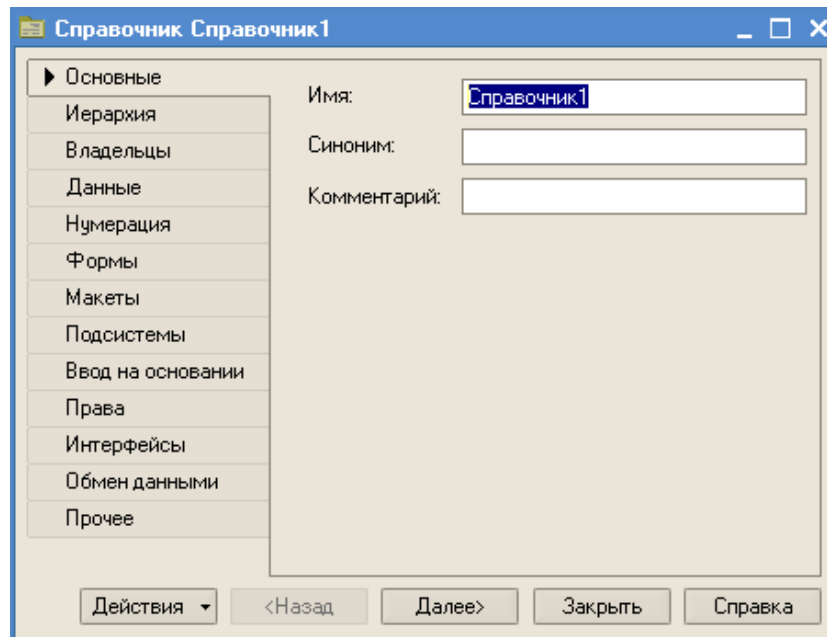 Справочник Справочник1
Основные
Иерархия
Владельцы
Данные
Нумерация
Формы
Макеты
Подсистемы
Ввод на основании
Права
Интерфейсы
Обмен данными
Прочее
Имя: Справочник1
Синоним:
Комментарий:
Действия <Назад Далее> Закрыть Справка